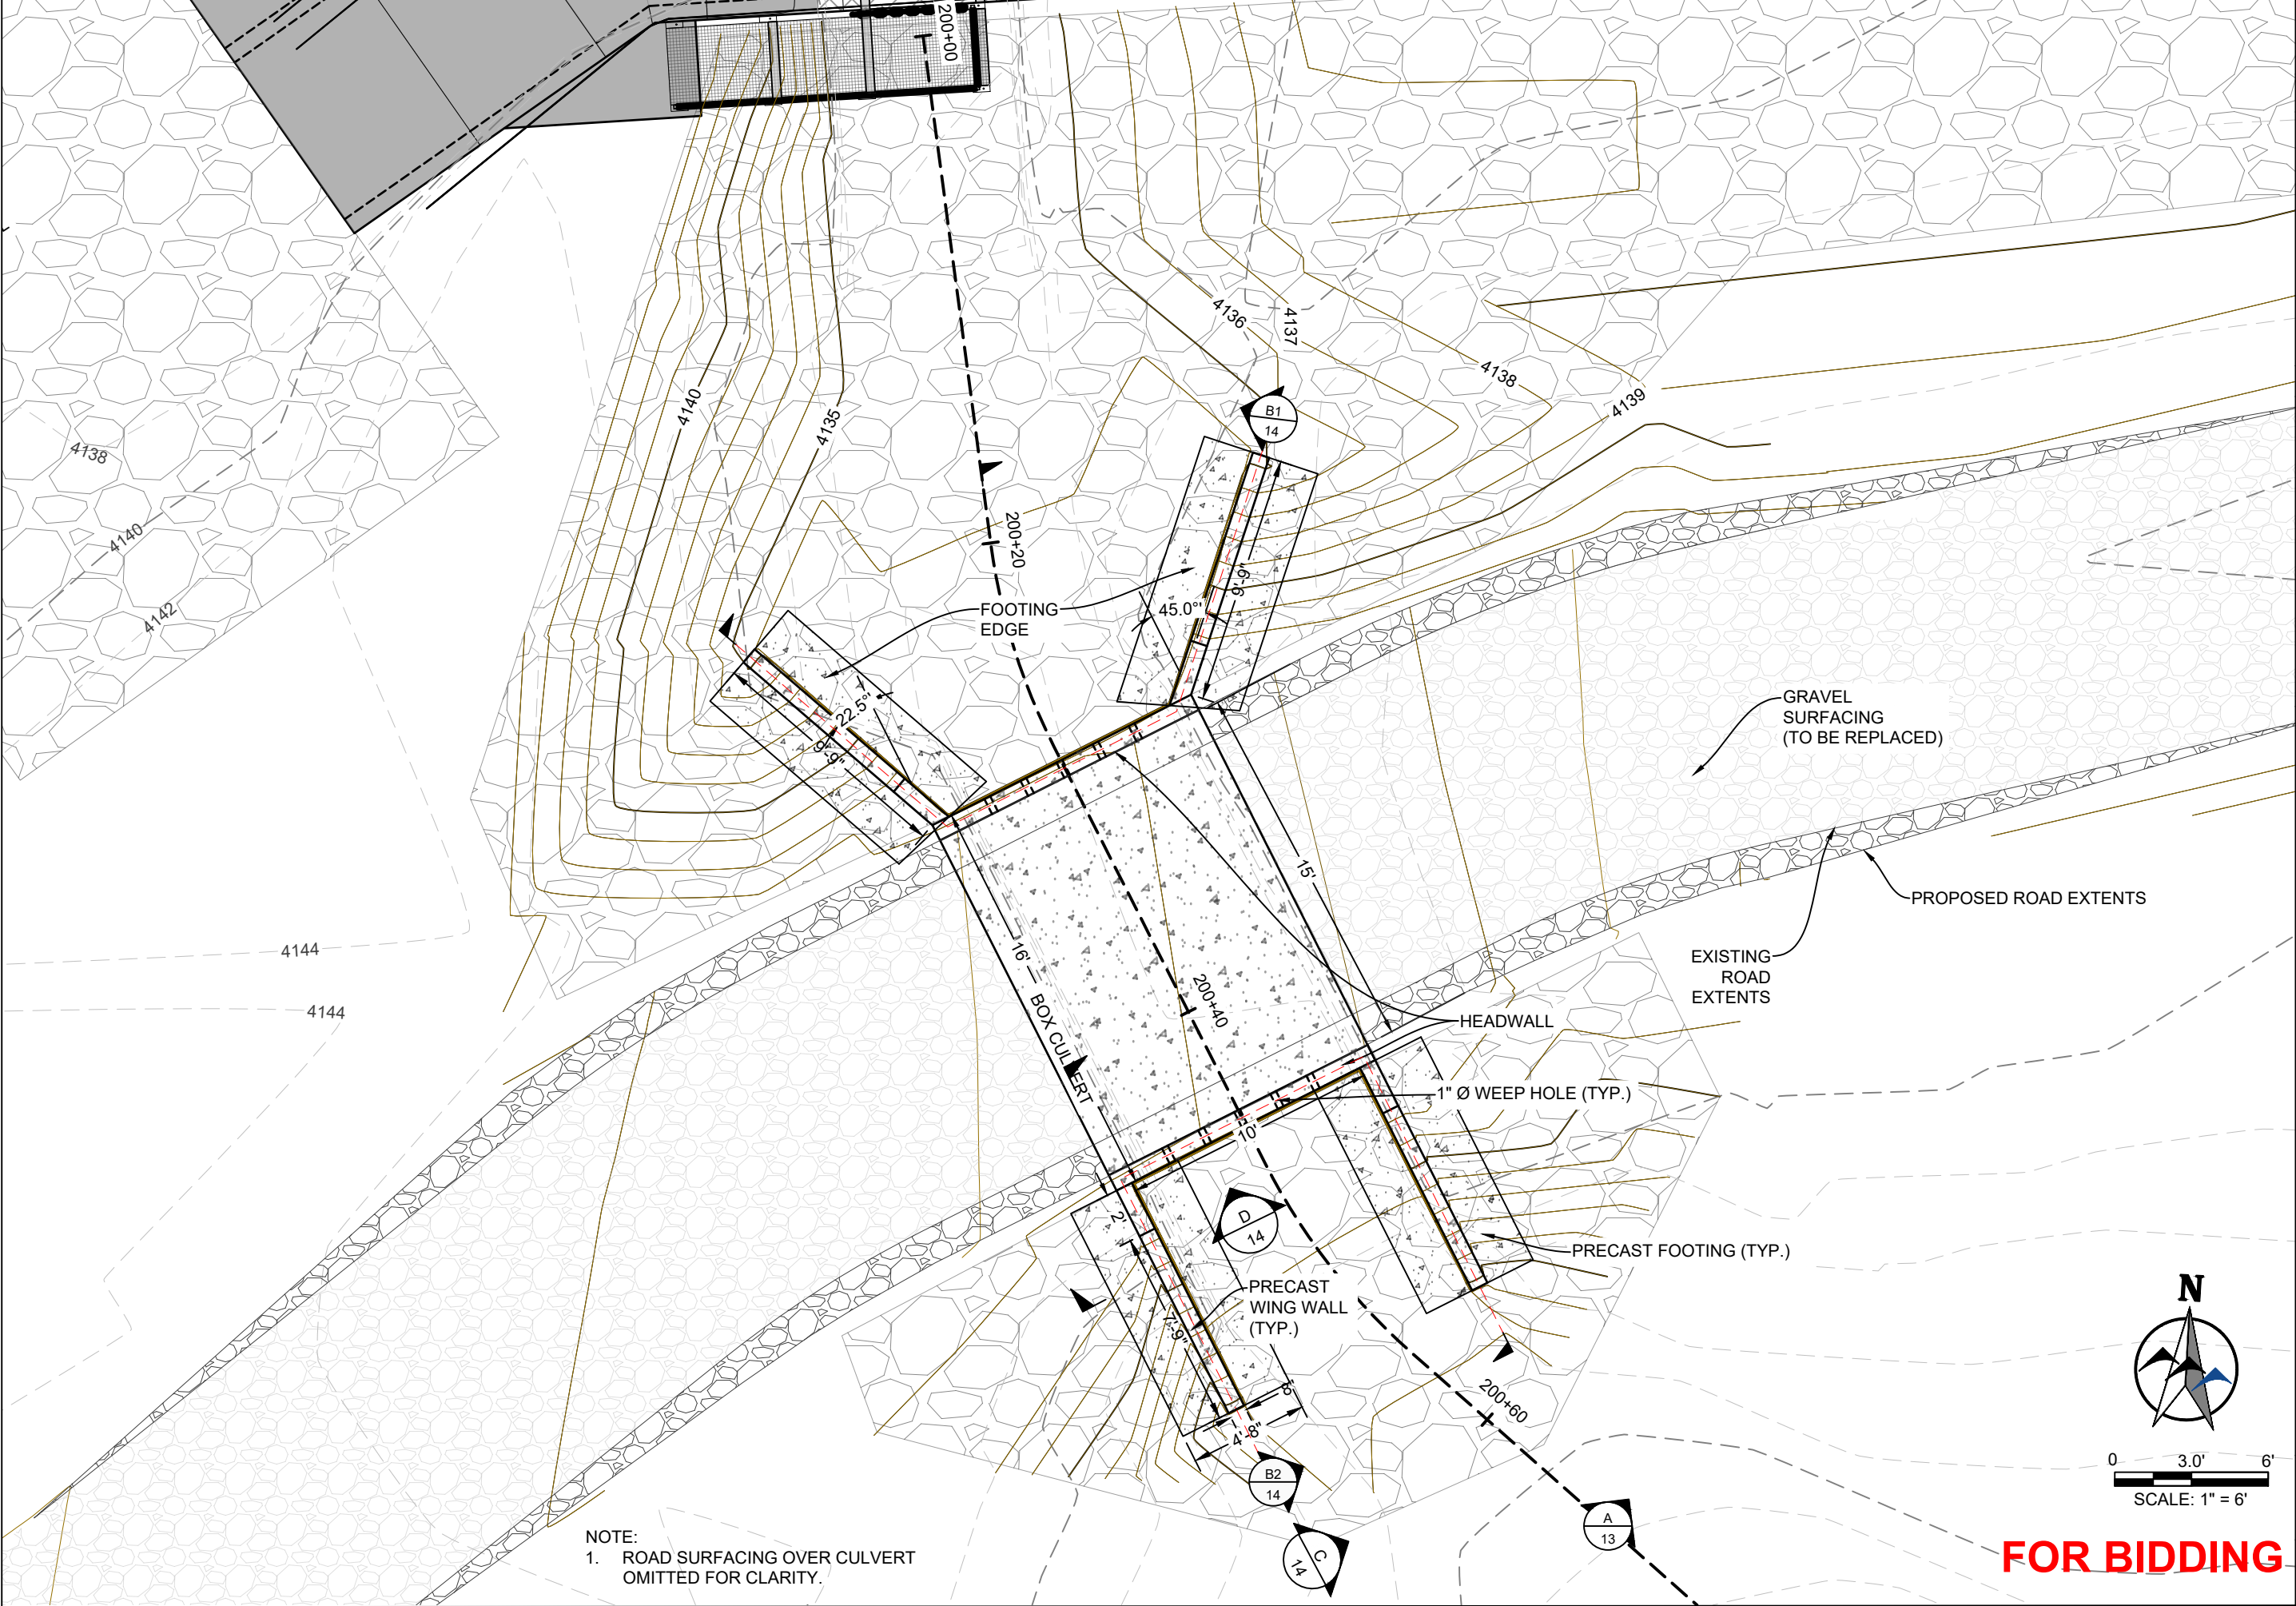 200+00
4136
4137
4138
4139
4140
4135
B1
14
4138
4140
4142
200+20
FOOTING
EDGE
45.0°
9'-9"
22.5°
9'-9"
GRAVEL
SURFACING
(TO BE REPLACED)
15'
PROPOSED ROAD EXTENTS
EXISTING
ROAD
EXTENTS
4144
4144
16'
BOX CULVERT
200+40
HEADWALL
1" Ø WEEP HOLE (TYP.)
10'
2'
D
14
PRECAST FOOTING (TYP.)
PRECAST
WING WALL
(TYP.)
7'-9"
8"
4'-8"
200+60
B2
14
C
14
A
13
N
0 3.0' 6'
SCALE: 1" = 6'
NOTE:
1. ROAD SURFACING OVER CULVERT
OMITTED FOR CLARITY.
FOR BIDDING